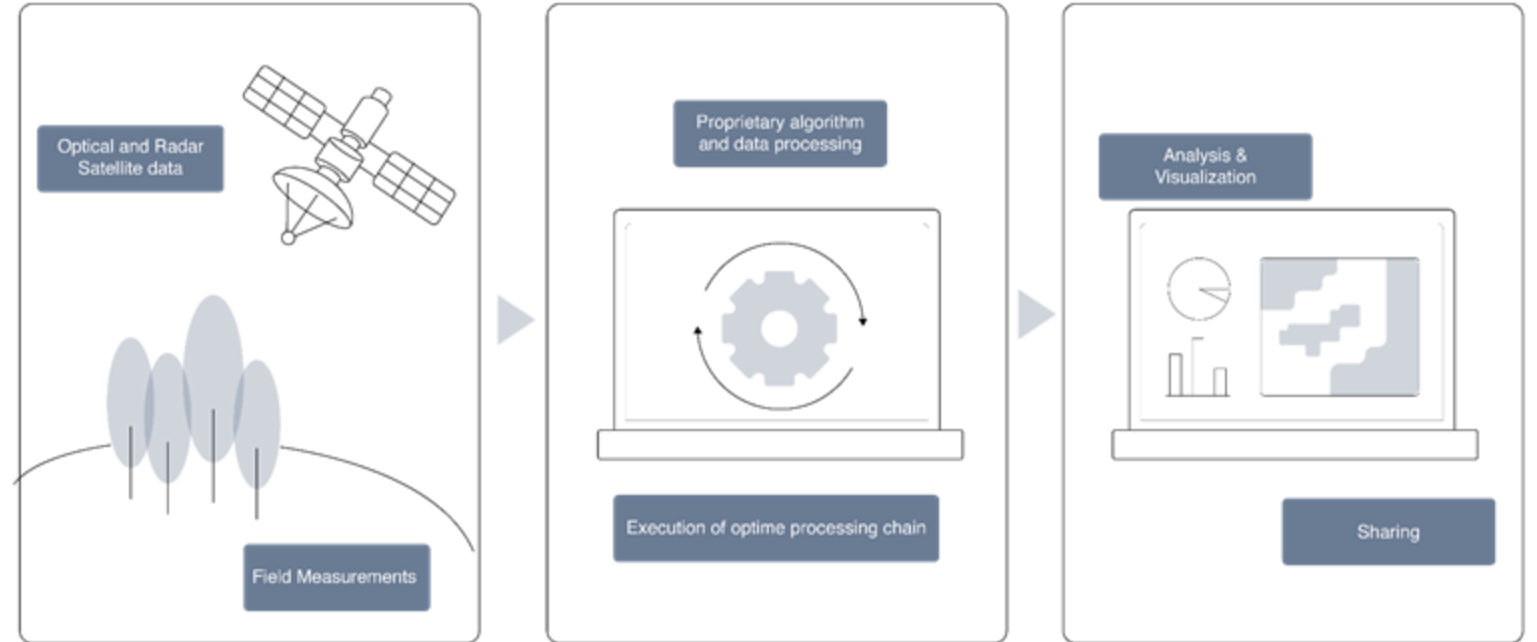 Optical and Radar
Satellite data
Field Measurements
Proprietary algorithm
and data processing
Execution of optime processing chain
Analysis &
Visualization
Sharing